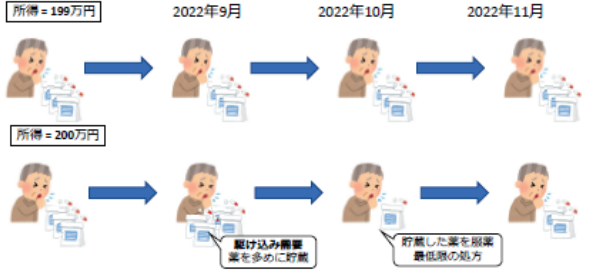 所得 = 199万円
2022年9月
2022年10月
2022年11月
所得 = 200万円
駆け込み需要
薬を多めに貯蔵
貯蔵した薬を服薬
最低限の処方